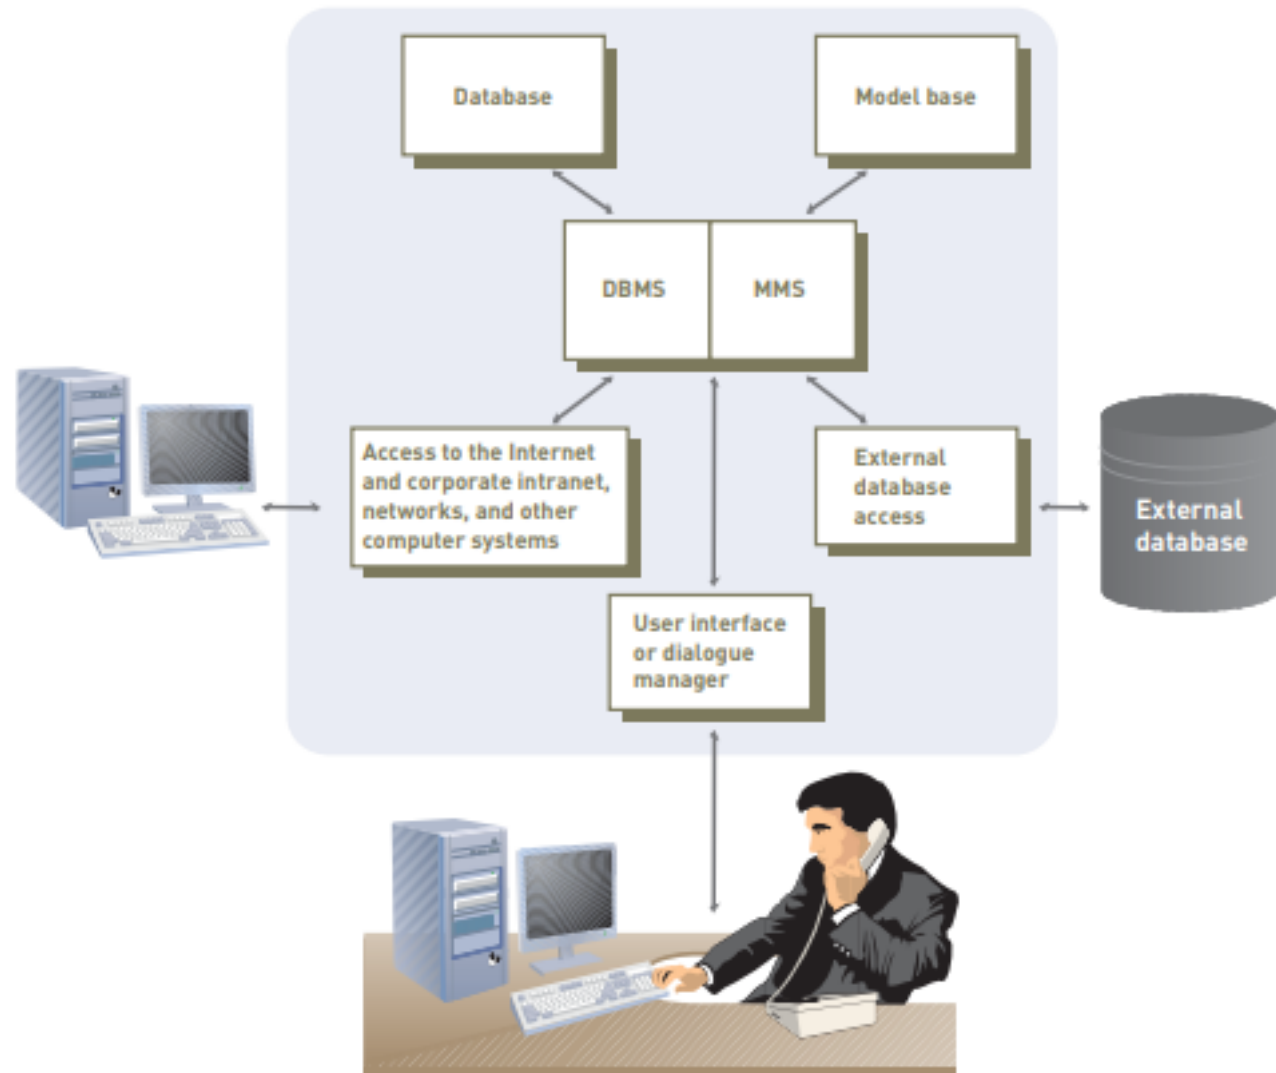 Database
Model base
DBMS
MMS
Access to the Internet
and corporate intranet,
networks, and other
computer systems
External
database
access
External
database
User interface
or dialogue
manager